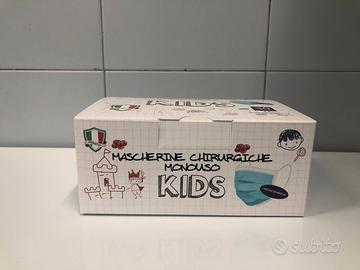 KIDS
MASCHERINE CHIRURGICHE
MONOUSO
KIDS
subito